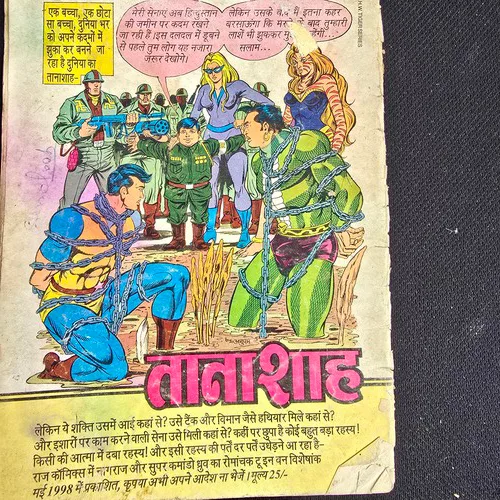 एक बच्चा, एक छोटा
सा बच्चा, दुनिया भर
को अपने कदमों में
झुका कर बनने जा
रहा है दुनिया का
तानाशाह-
मेरी सेनाएं अब हिन्दुस्तान
की जमीन पर कदम रखने
जा रही हैं इस दलदल में डूबने
से पहले तुम लोग वह नजारा
जरूर देखोगे।
लेकिन उसके में इतना कहर
बरसाऊंगा कि मरने के बाद तुम्हारी
लाशें भी झुककर
सलाम...
TIGER SERIES
तानाशाह
लेकिन ये शक्ति उसमें आई कहां से? उसे टैंक और विमान जैसे हथियार मिले कहां से?
और इशारों पर काम करने वाली सेना उसे मिली कहां से? कहीं पर छुपा है कोई बहुत बड़ा रहस्य!
किसी की आत्मा में दबा रहस्य! और इसी रहस्य की पर्तें दर पर्तें उधेड़ने आ रहा है-
राज कॉमिक्स में नागराज और सुपर कमांडो ध्रुव का रोमांचक टू इन वन विशेषांक
मई 1998 में प्रकाशित, कृपया अभी अपने आदेश भेजें। मूल्य 25/-